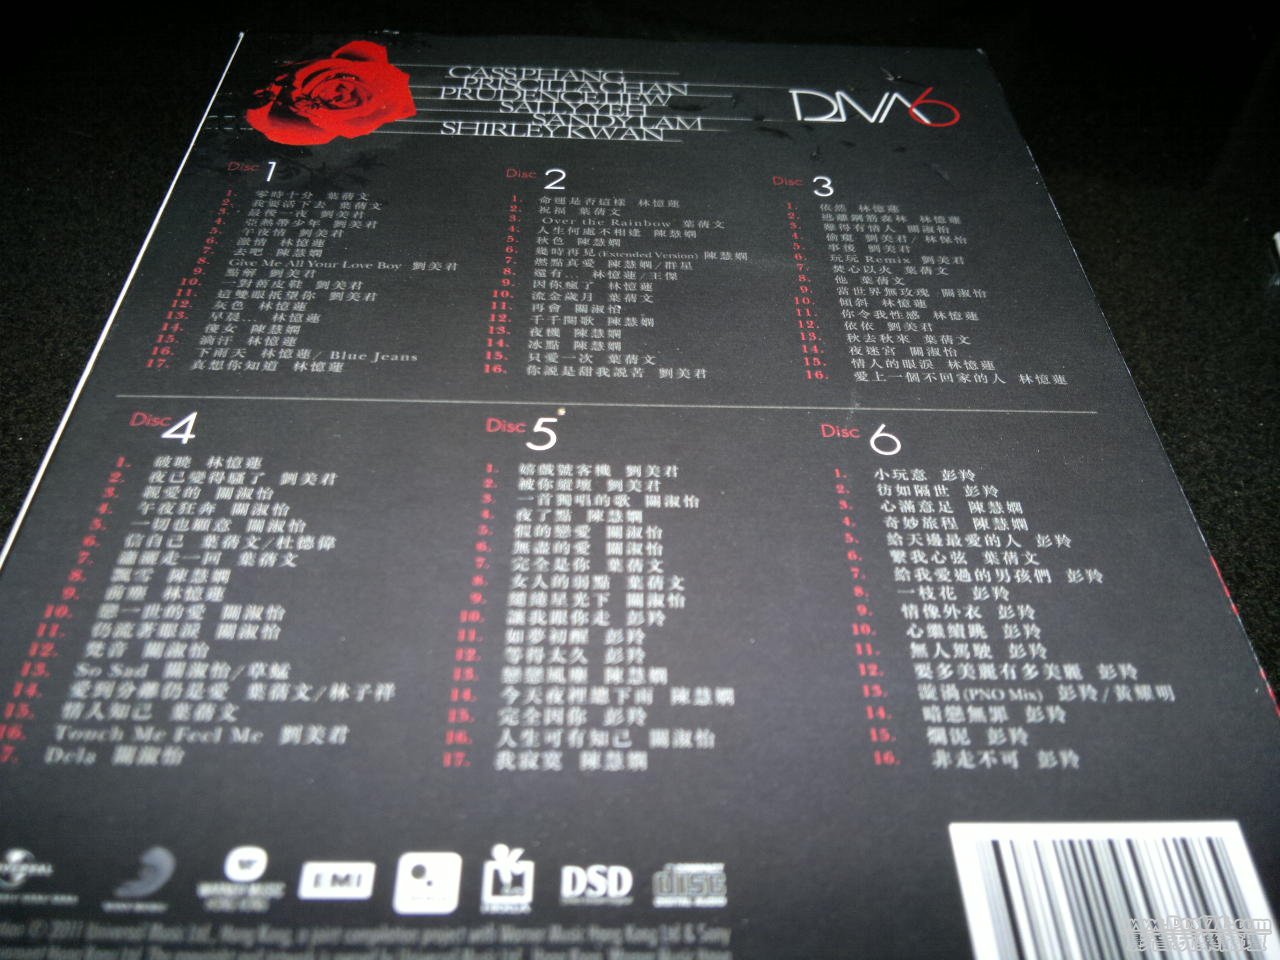 CASS PHANG
PRISCILLA CHAN
PRUDENCE LIEW
SALLY YEH
SANDY LAM
SHIRLEY KWAN
DIVA6
Disc 1
1. 零時十分 葉蒨文
2. 我要活下去 葉蒨文
3. 最後一夜 劉美君
4. 亞熱帶少年 劉美君
5. 午夜情 劉美君
6. 激情 林憶蓮
7. 去吧 陳慧嫻
8. Give Me All Your Love Boy 劉美君
9. 點解 劉美君
10. 一對舊皮鞋 劉美君
11. 這雙眼祇望你 劉美君
12. 灰色 林憶蓮
13. 早晨... 林憶蓮
14. 傻女 陳慧嫻
15. 滴汗 林憶蓮
16. 下雨天 林憶蓮/ Blue Jeans
17. 真想你知道 林憶蓮
Disc 2
1. 命運是否這樣 林憶蓮
2. 祝福 葉蒨文
3. Over the Rainbow 葉蒨文
4. 人生何處不相逢 陳慧嫻
5. 秋色 陳慧嫻
6. 幾時再見(Extended Version) 陳慧嫻
7. 燃點真愛 陳慧嫻/群星
8. 還有... 林憶蓮/王傑
9. 因你瘋了 林憶蓮
10. 流金歲月 葉蒨文
11. 再會 關淑怡
12. 千千闋歌 陳慧嫻
13. 夜機 陳慧嫻
14. 冰點 陳慧嫻
15. 只愛一次 葉蒨文
16. 你說是甜我說苦 劉美君
Disc 3
1. 依然 林憶蓮
2. 逃離鋼筋森林 林憶蓮
3. 難得有情人 關淑怡
4. 偷窺 劉美君/ 林保怡
5. 事後 劉美君
6. 玩玩 Remix 劉美君
7. 焚心以火 葉蒨文
8. 他 葉蒨文
9. 當世界無玫瑰 關淑怡
10. 傾斜 林憶蓮
11. 你令我性感 林憶蓮
12. 依依 劉美君
13. 秋去秋來 葉蒨文
14. 夜迷宮 關淑怡
15. 情人的眼淚 林憶蓮
16. 愛上一個不回家的人 林憶蓮
Disc 4
1. 破曉 林憶蓮
2. 夜已變得騷了 劉美君
3. 親愛的 關淑怡
4. 午夜狂奔 關淑怡
5. 一切也願意 關淑怡
6. 信自己 葉蒨文/杜德偉
7. 瀟灑走一回 葉蒨文
8. 飄雪 陳慧嫻
9. 前塵 林憶蓮
10. 戀一世的愛 關淑怡
11. 仍流著眼淚 關淑怡
12. 梵音 關淑怡
13. So Sad 關淑怡/草蜢
14. 愛到分離仍是愛 葉蒨文/林子祥
15. 情人知己 葉蒨文
16. Touch Me Feel Me 劉美君
7. Dela 關淑怡
Disc 5
1. 嬉戲號客機 劉美君
2. 被你縱壞 劉美君
3. 一首獨唱的歌 關淑怡
4. 夜了點 陳慧嫻
5. 假的戀愛 關淑怡
6. 無盡的愛 關淑怡
7. 完全是你 葉蒨文
8. 女人的弱點 葉蒨文
9. 繾綣星光下 關淑怡
10. 讓我跟你走 彭羚
11. 如夢初醒 彭羚
12. 等得太久 彭羚
13. 戀戀風塵 陳慧嫻
14. 今天夜裡聽下雨 陳慧嫻
15. 完全因你 彭羚
16. 人生可有知己 關淑怡
17. 我寂寞 陳慧嫻
Disc 6
1. 小玩意 彭羚
2. 彷如隔世 彭羚
3. 心滿意足 陳慧嫻
4. 奇妙旅程 陳慧嫻
5. 給天邊最愛的人 彭羚
6. 繫我心弦 葉蒨文
7. 給我愛過的男孩們 彭羚
8. 一枝花 彭羚
9. 情像外衣 彭羚
10. 心繼續跳 彭羚
11. 無人駕駛 彭羚
12. 要多美麗有多美麗 彭羚
13. 漩渦(PNO Mix) 彭羚/黃耀明
14. 暗戀無罪 彭羚
15. 爛泥 彭羚
16. 非走不可 彭羚
EMI
DSD
COMPACT disc DIGITAL AUDIO